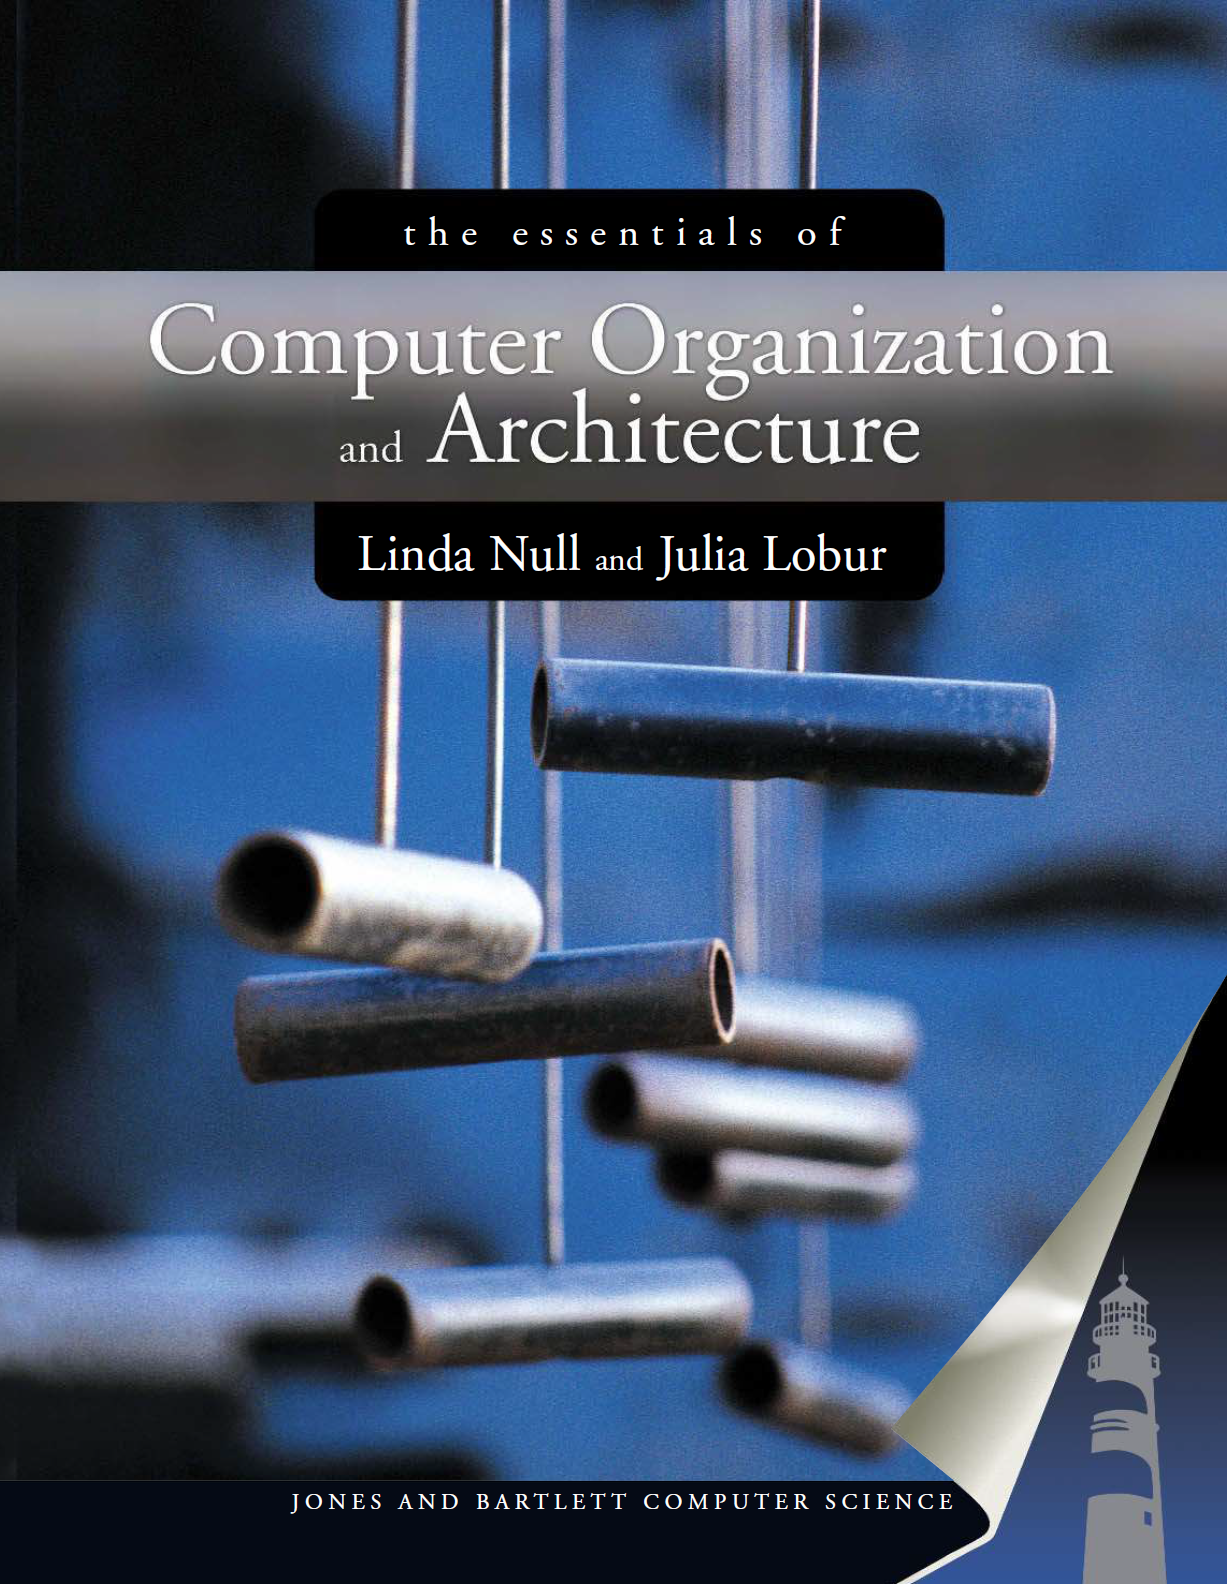 the essentials of
Computer Organization
and Architecture
Linda Null and Julia Lobur
JONES AND BARTLETT COMPUTER SCIENCE